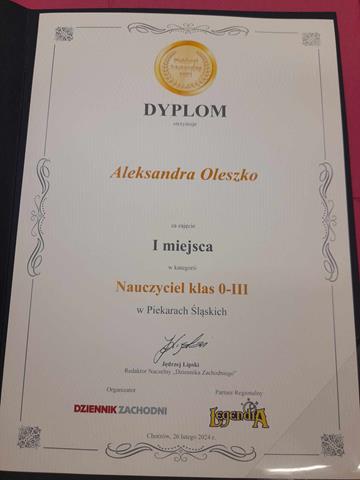 DYPLOM
otrzymuje
Aleksandra Oleszko
za zajęcie
I miejsca
w kategorii
Nauczyciel klas 0-III
w Piekarach Śląskich
Jędrzej Lipski
Redaktor Naczelny „Dziennika Zachodniego”
Organizator
Partner Regionalny
DZIENNIK ZACHODNI
LEGENDIA
Chorzów, 26 lutego 2024 r.